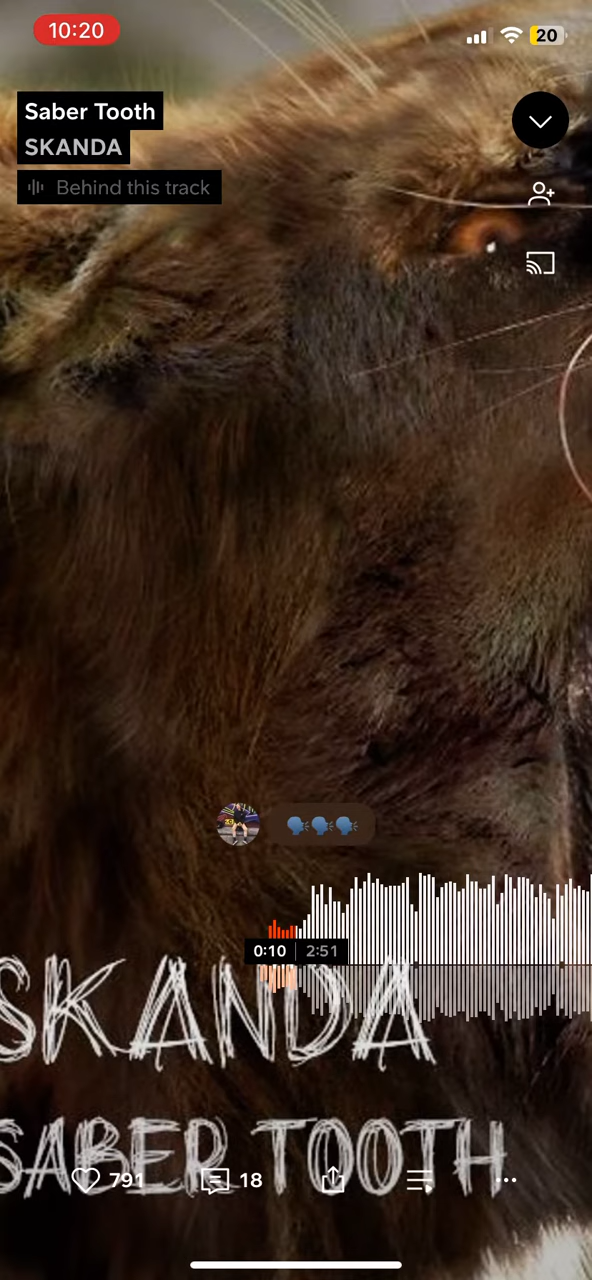 10:20
20
Saber Tooth
SKANDA
Behind this track
0:10 2:51
SKANDA
SABER TOOTH
791 18